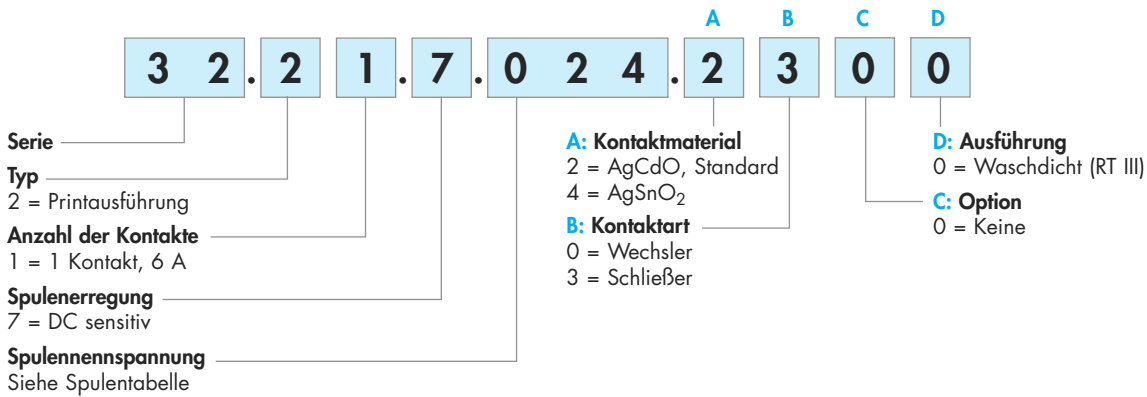 A B C D
3 2 . 2 1 . 7 . 0 2 4 . 2 3 0 0
Serie
Typ
2 = Printausführung
Anzahl der Kontakte
1 = 1 Kontakt, 6 A
Spulenerregung
7 = DC sensitiv
Spulennennspannung
Siehe Spulentabelle
A: Kontaktmaterial
2 = AgCdO, Standard
4 = AgSnO2
B: Kontaktart
0 = Wechsler
3 = Schließer
D: Ausführung
0 = Waschdicht (RT III)
C: Option
0 = Keine